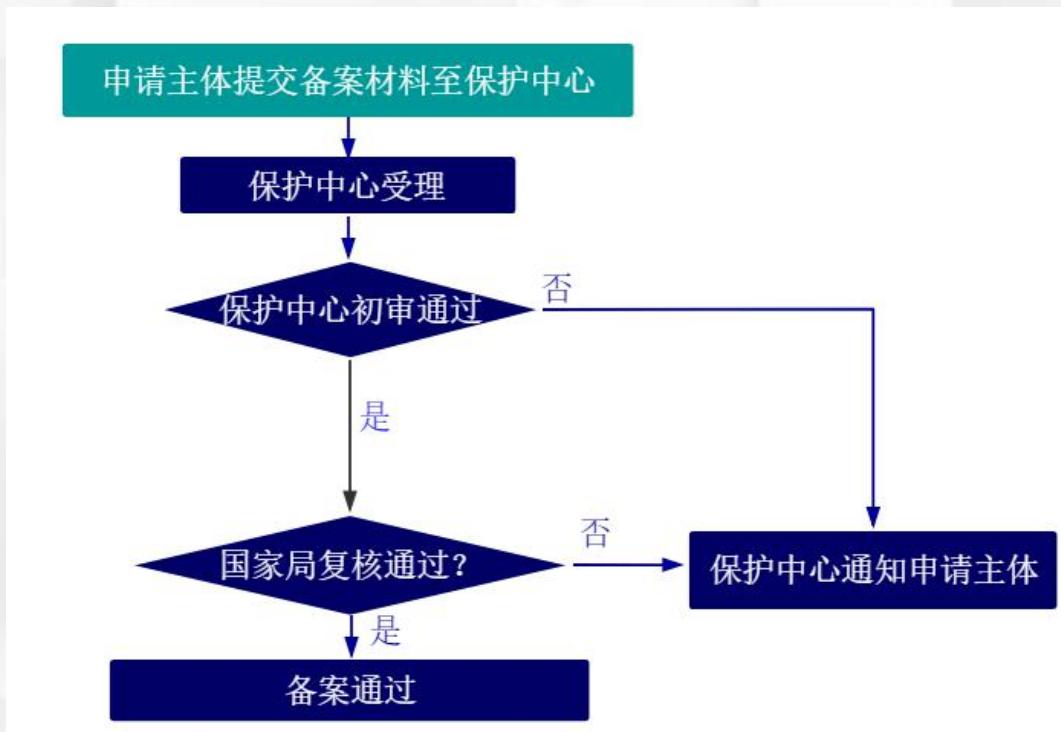 申请主体提交备案材料至保护中心
保护中心受理
保护中心初审通过
否
是
国家局复核通过？
否
保护中心通知申请主体
是
备案通过